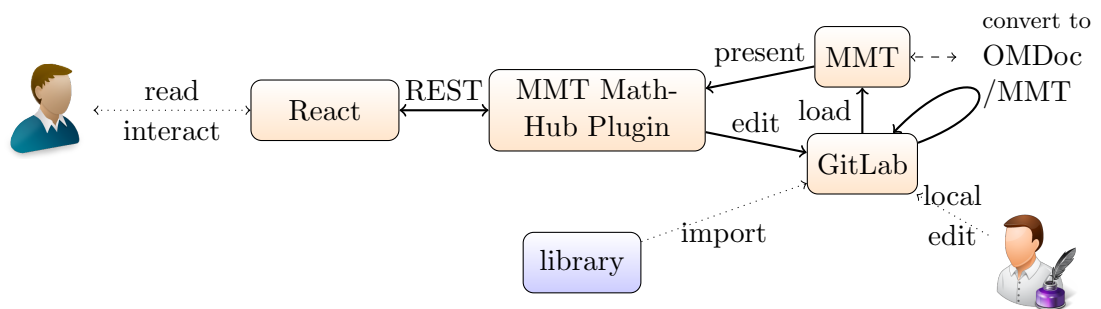 convert to
OMDoc
/MMT
MMT
present
read
interact
React
REST
MMT Math-
Hub Plugin
load
edit
GitLab
local
edit
import
library